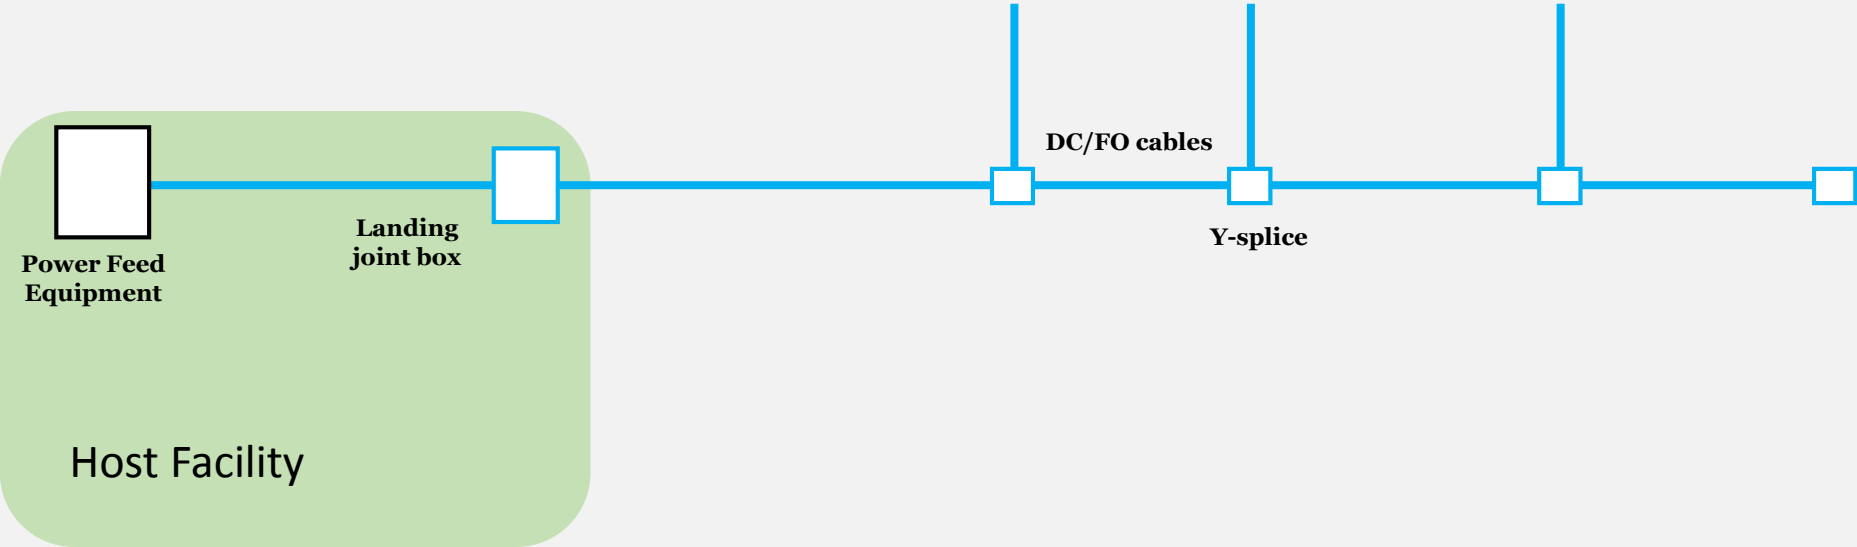 DC/FO cables
Landing
joint box
Y-splice
Power Feed
Equipment
Host Facility